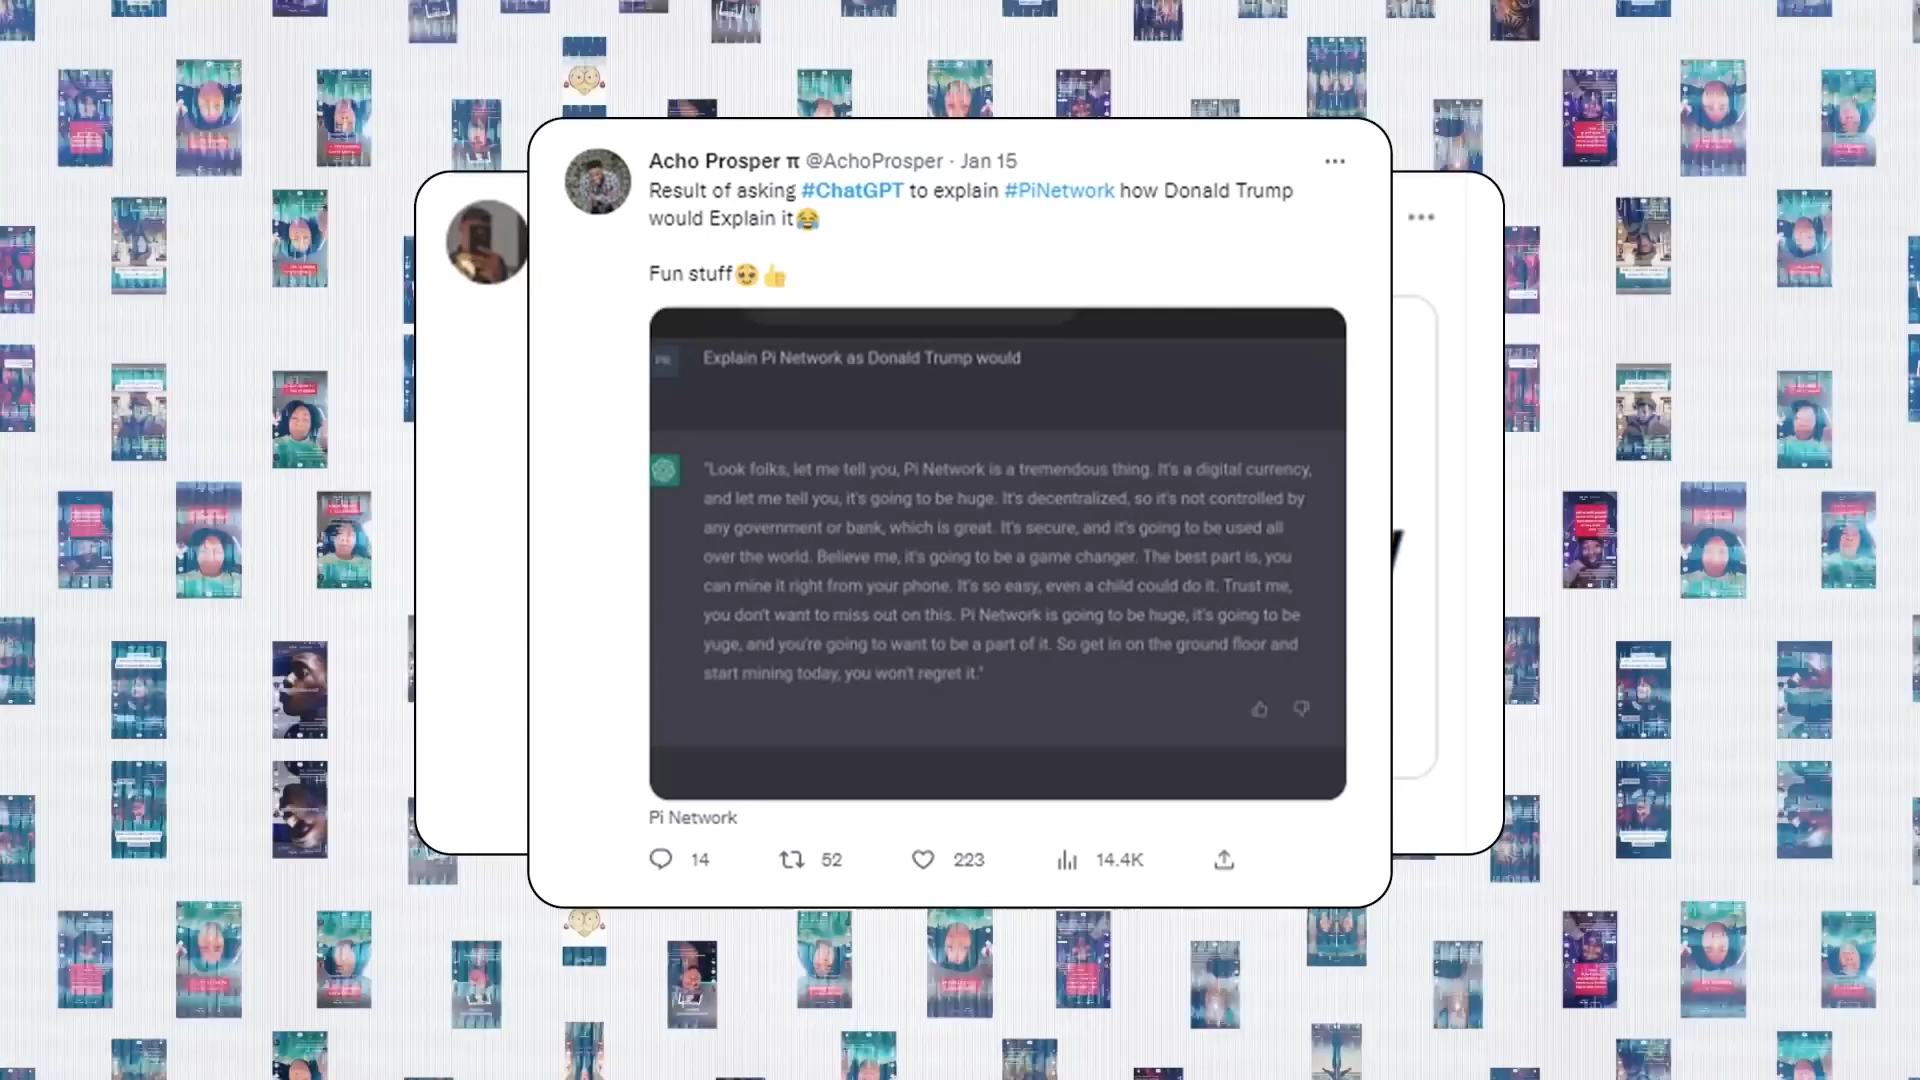 Acho Prosper π @AchoProsper · Jan 15
Result of asking #ChatGPT to explain #PiNetwork how Donald Trump
would Explain it😂
Fun stuff🥹👍
Explain Pi Network as Donald Trump would
"Look folks, let me tell you, Pi Network is a tremendous thing. It's a digital currency,
and let me tell you, it's going to be huge. It's decentralized, so it's not controlled by
any government or bank, which is great. It's secure, and it's going to be used all
over the world. Believe me, it's going to be a game changer. The best part is, you
can mine it right from your phone. It's so easy, even a child could do it. Trust me,
you don't want to miss out on this. Pi Network is going to be huge, it's going to be
yuge, and you're going to want to be a part of it. So get in on the ground floor and
start mining today, you won't regret it."
Pi Network
14 52 223 14.4K